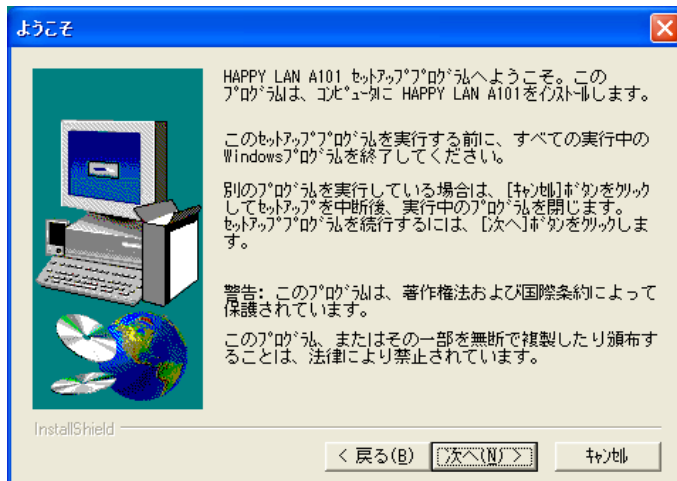 ようこそ
HAPPY LAN A101 ｾｯﾄｱｯﾌﾟﾌﾟﾛｸﾞﾗﾑへようこそ。この
ﾌﾟﾛｸﾞﾗﾑは、ｺﾝﾋﾟｭｰﾀに HAPPY LAN A101をｲﾝｽﾄｰﾙします。
このｾｯﾄｱｯﾌﾟﾌﾟﾛｸﾞﾗﾑを実行する前に、すべての実行中の
Windowsﾌﾟﾛｸﾞﾗﾑを終了してください。
別のﾌﾟﾛｸﾞﾗﾑを実行している場合は、[ｷｬﾝｾﾙ]ﾎﾞﾀﾝをｸﾘｯｸ
してｾｯﾄｱｯﾌﾟを中断後、実行中のﾌﾟﾛｸﾞﾗﾑを閉じます。
ｾｯﾄｱｯﾌﾟﾌﾟﾛｸﾞﾗﾑを続行するには、[次へ]ﾎﾞﾀﾝをｸﾘｯｸしま
す。
警告: このﾌﾟﾛｸﾞﾗﾑは、著作権法および国際条約によって
保護されています。
このﾌﾟﾛｸﾞﾗﾑ、またはその一部を無断で複製したり頒布す
ることは、法律により禁止されています。
InstallShield
< 戻る(B)
次へ(N) >
ｷｬﾝｾﾙ